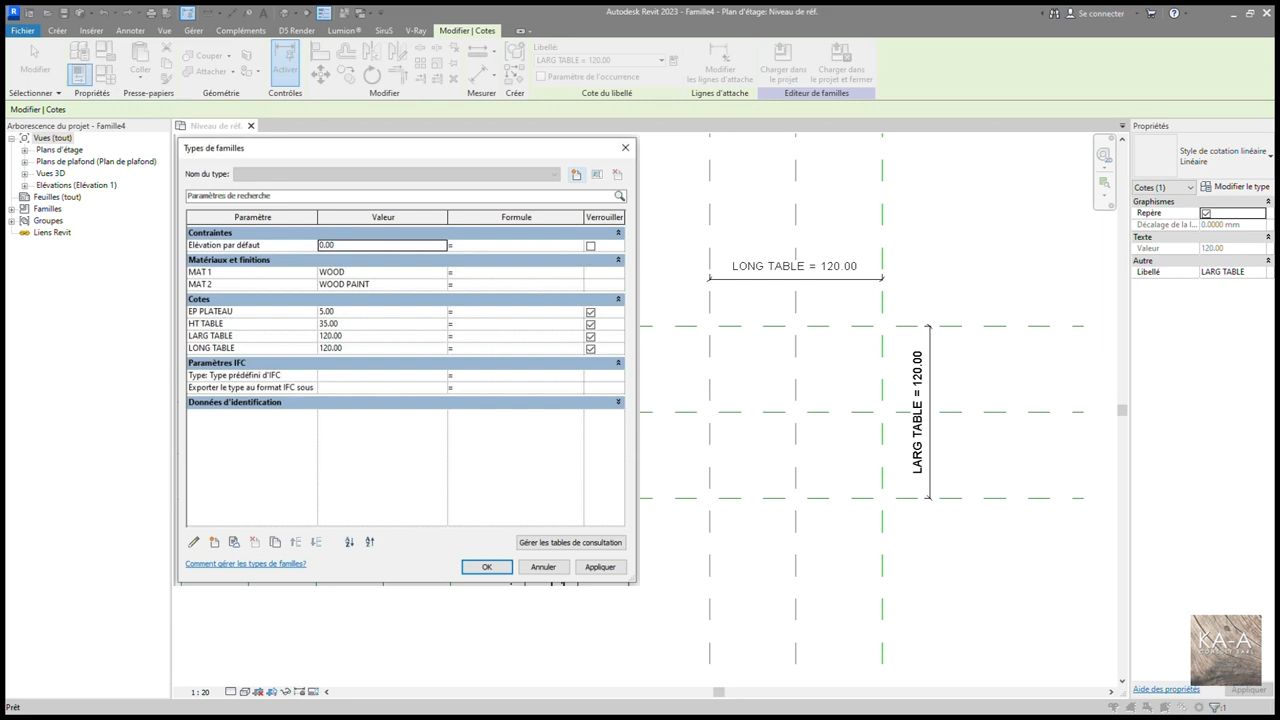 Autodesk Revit 2023 - Famille4 - Plan d'étage: Niveau de réf.
Se connecter
Fichier Créer Insérer Annoter Vue Gérer Compléments D5 Render Lumion® SiruS V-Ray Modifier | Cotes
Modifier
Coller
Couper
Attacher
Activer
Libellé:
LARG TABLE = 120.00
Paramètre de l'occurrence
Modifier
les lignes d'attache
Charger dans
le projet
Charger dans
le projet et fermer
Sélectionner Propriétés Presse-papiers Géométrie Contrôles Modifier Mesurer Créer Cote du libellé Lignes d'attache Editeur de familles
Modifier | Cotes
Arborescence du projet - Famille4
Vues (tout)
Plans d'étage
Plans de plafond (Plan de plafond)
Vues 3D
Elévations (Elévation 1)
Feuilles (tout)
Familles
Groupes
Liens Revit
Niveau de réf.
Types de familles
Nom du type:
Paramètres de recherche
Paramètre Valeur Formule Verrouiller
Contraintes
Elévation par défaut 0.00 =
Matériaux et finitions
MAT 1 WOOD =
MAT 2 WOOD PAINT =
Cotes
EP PLATEAU 5.00 =
HT TABLE 35.00 =
LARG TABLE 120.00 =
LONG TABLE 120.00 =
Paramètres IFC
Type: Type prédéfini d'IFC =
Exporter le type au format IFC sous =
Données d'identification
Gérer les tables de consultation
Comment gérer les types de familles?
OK Annuler Appliquer
LONG TABLE = 120.00
LARG TABLE = 120.00
Propriétés
Style de cotation linéaire
Linéaire
Cotes (1) Modifier le type
Graphismes
Repère
Décalage de la l... 0.0000 mm
Texte
Valeur 120.00
Autre
Libellé LARG TABLE
KA-A
CONSULT SARL
Aide des propriétés Appliquer
1 : 20
Prêt
:1